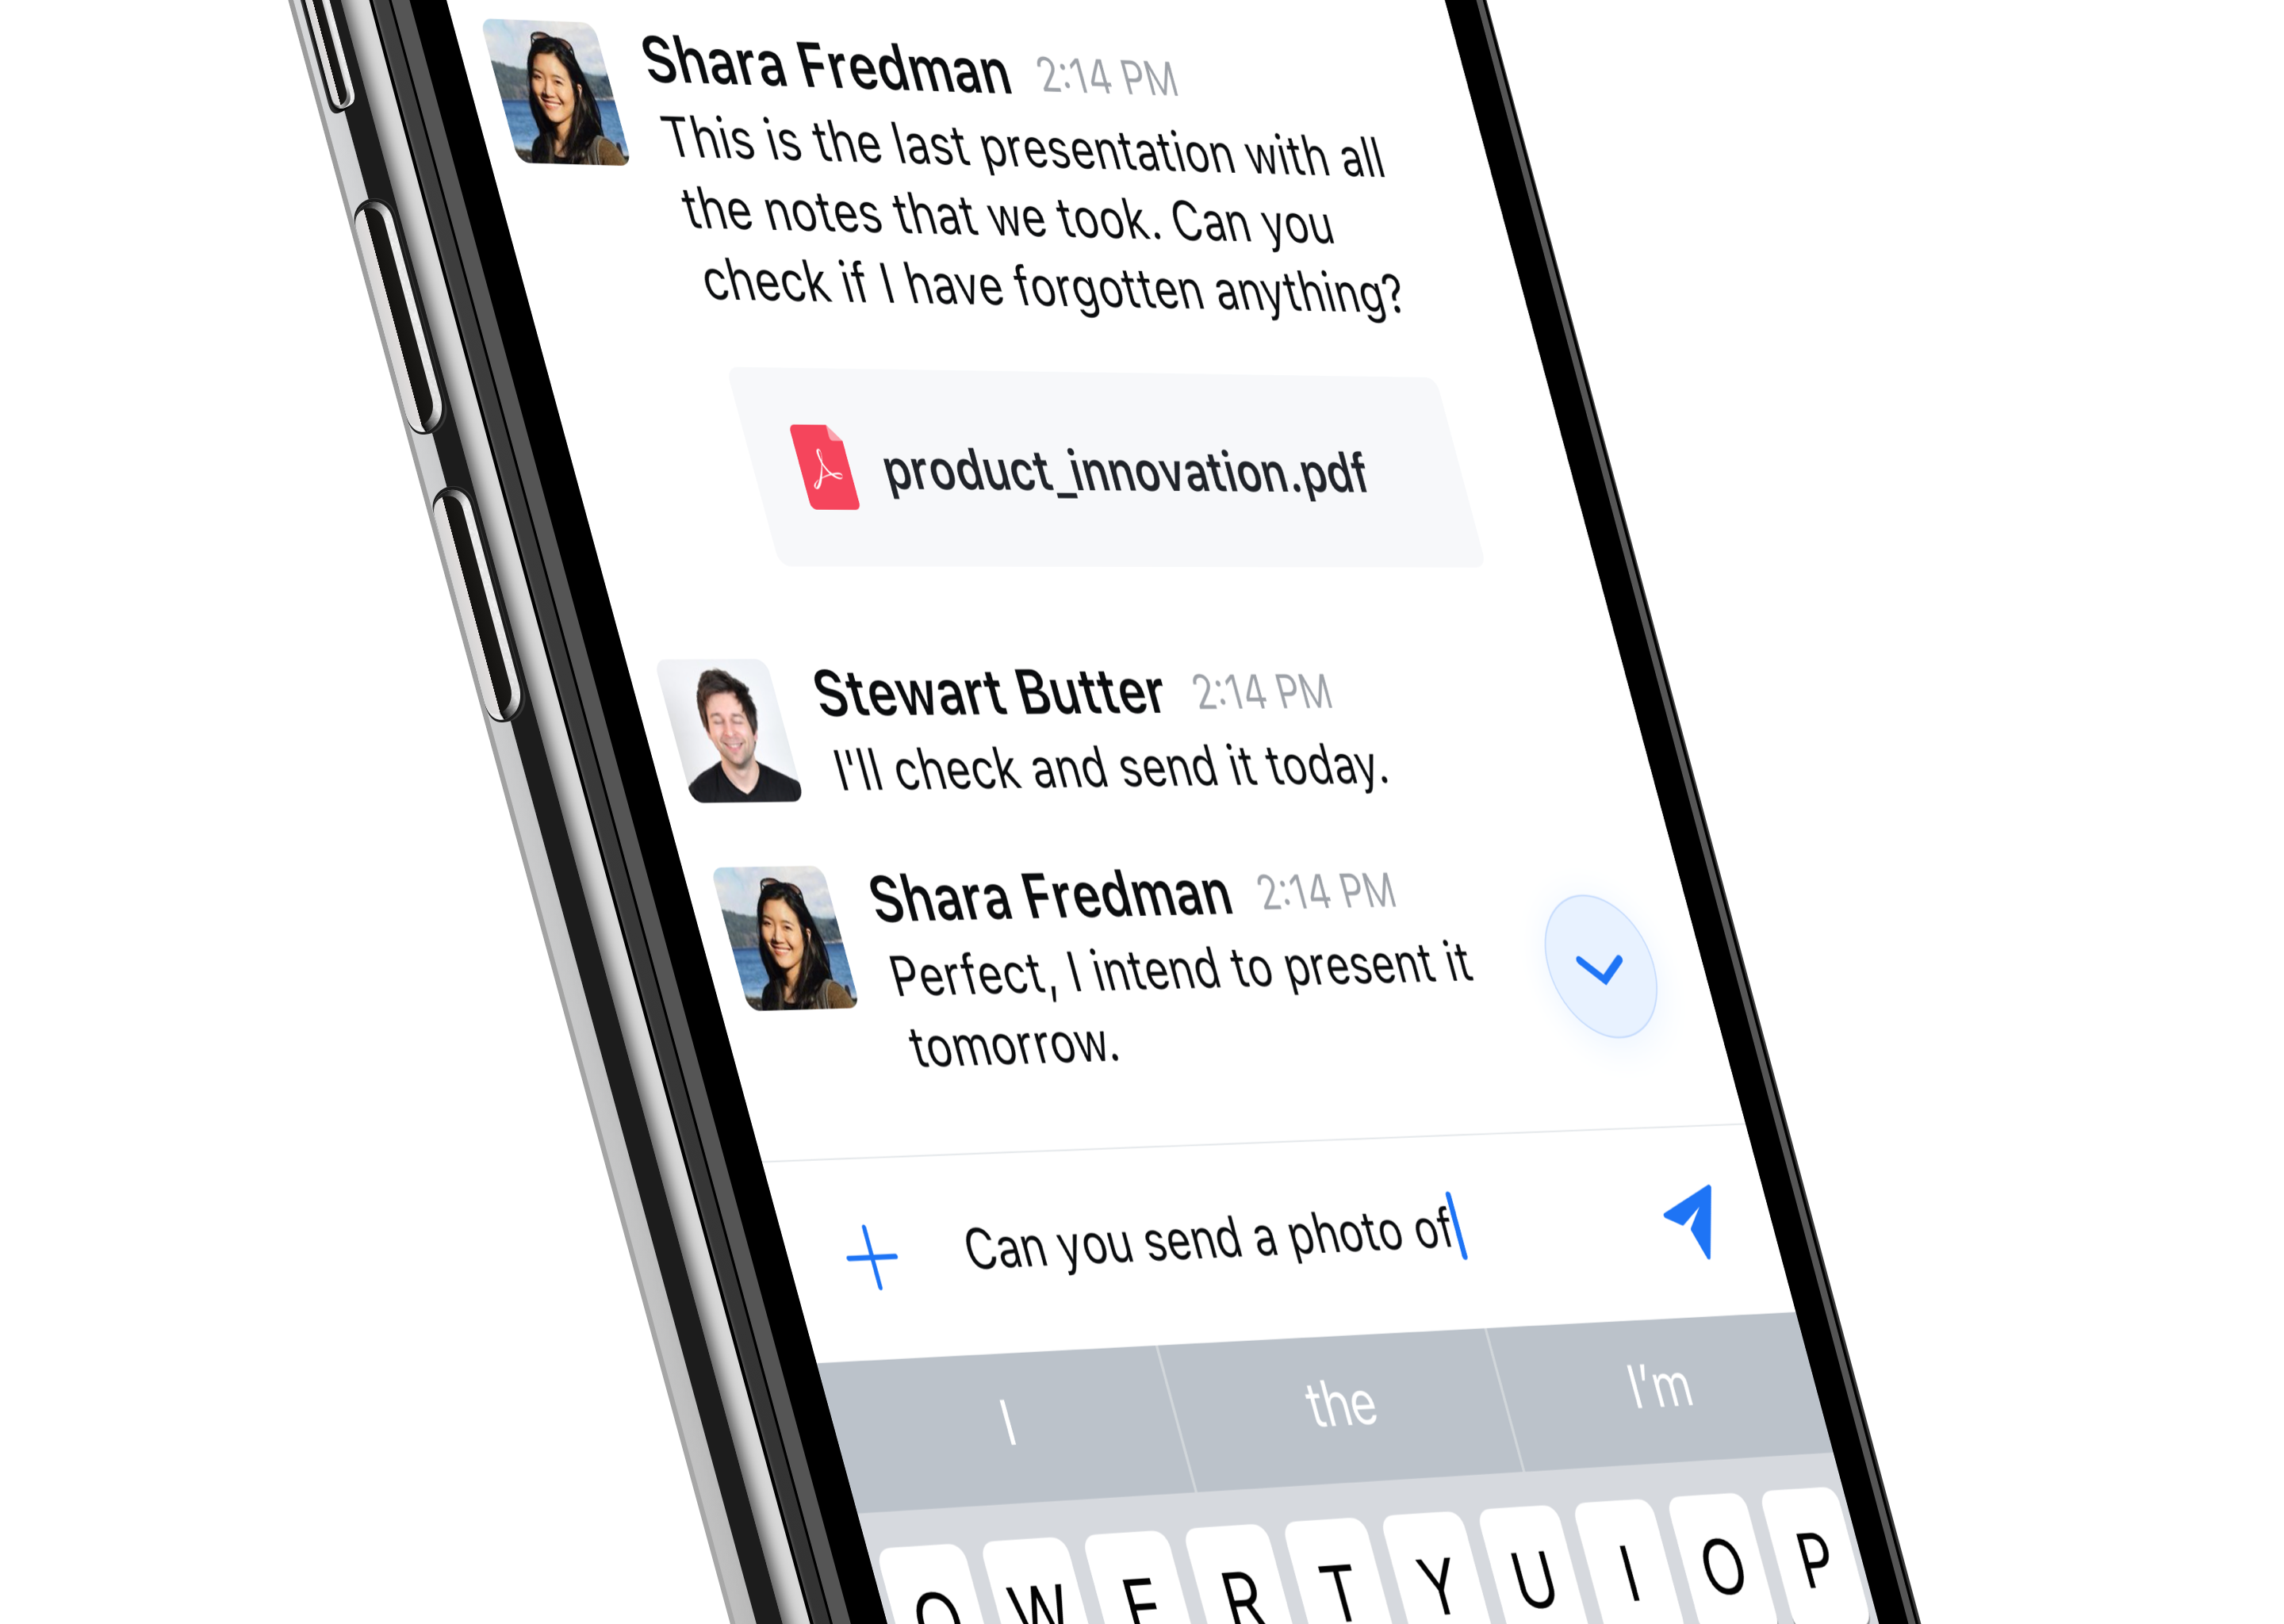 Shara Fredman 2:14 PM
This is the last presentation with all
the notes that we took. Can you
check if I have forgotten anything?
product_innovation.pdf
Stewart Butter 2:14 PM
I'll check and send it today.
Shara Fredman 2:14 PM
Perfect, I intend to present it
tomorrow.
Can you send a photo of
I the I'm
Q W E R T Y U I O P